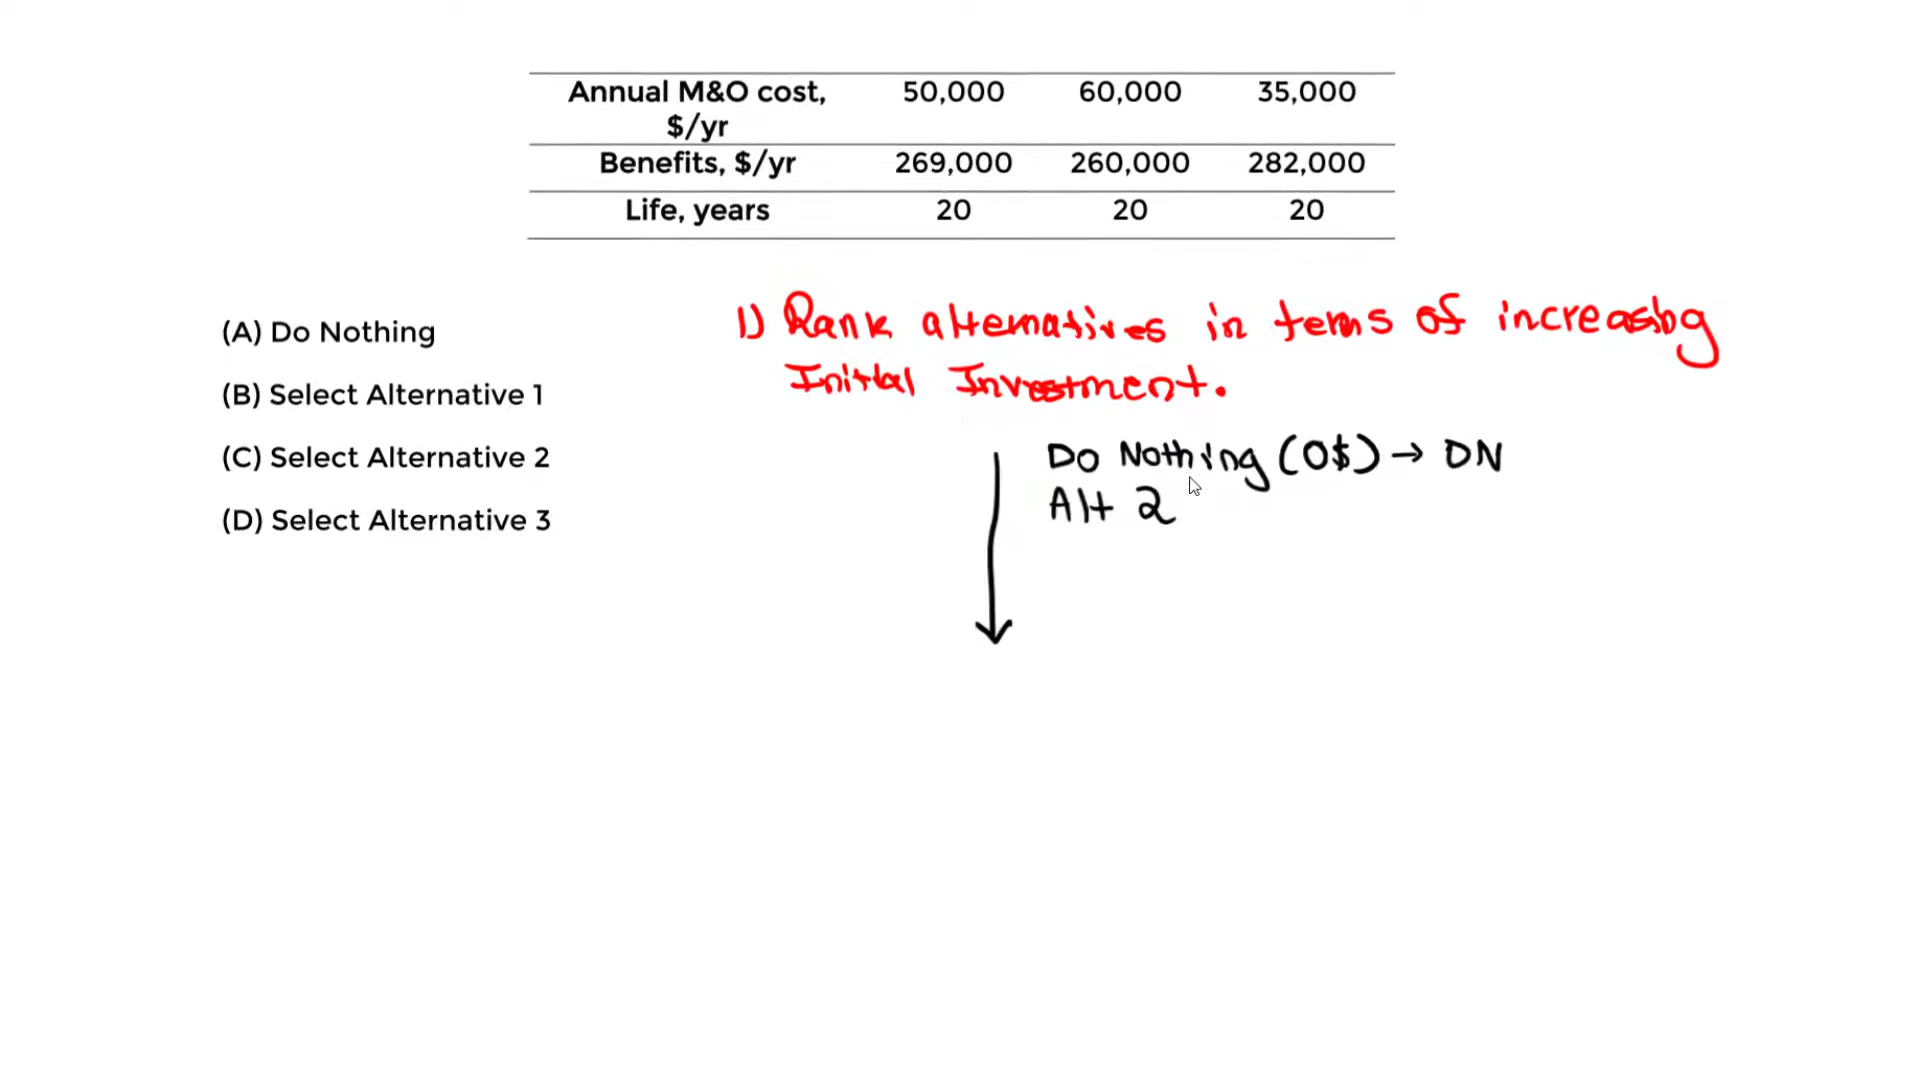 Annual M&O cost, 50,000 60,000 35,000
$/yr
Benefits, $/yr 269,000 260,000 282,000
Life, years 20 20 20
(A) Do Nothing
(B) Select Alternative 1
(C) Select Alternative 2
(D) Select Alternative 3
1) Rank alternatives in terms of increasing
Initial Investment.
Do Nothing (0$) → DN
Alt 2